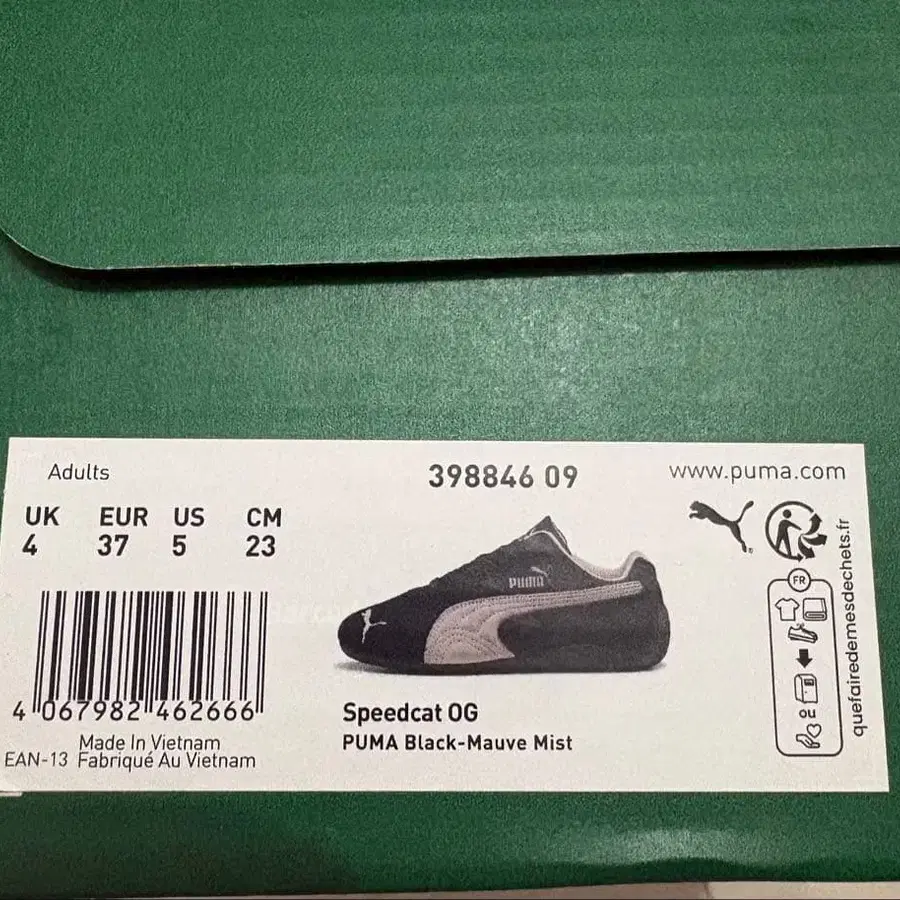 Adults
398846 09
www.puma.com
UK EUR US CM
4 37 5 23
PUMA
4 067982 462666
EAN-13
Made In Vietnam
Fabriqué Au Vietnam
Speedcat OG
PUMA Black-Mauve Mist
FR
ou
quefairedemesdechets.fr